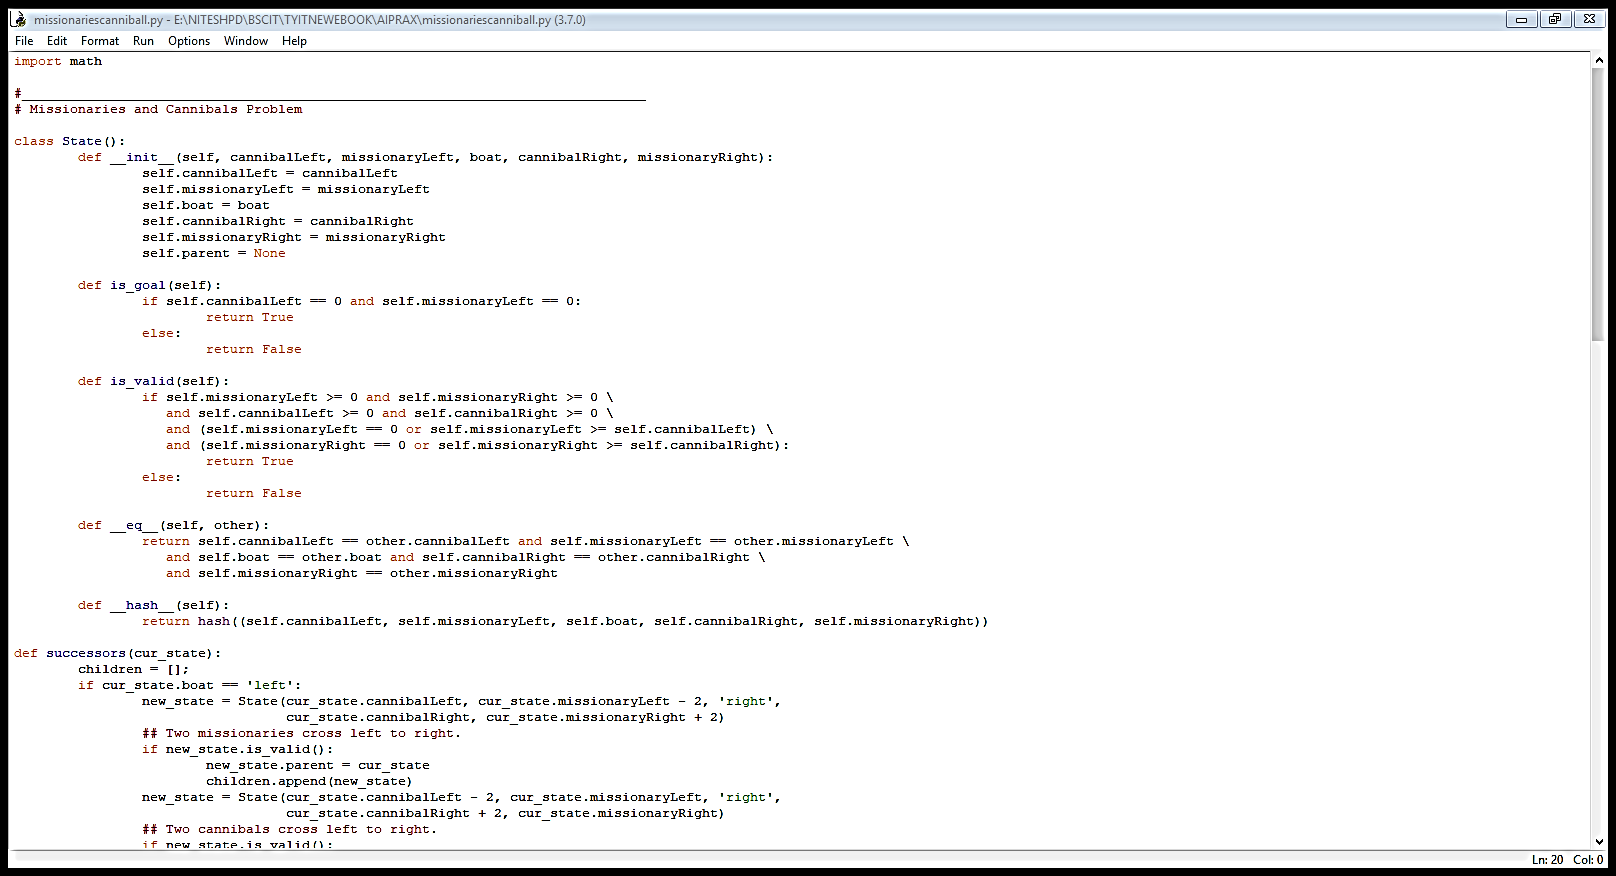 missionariescanniball.py - E:\NITESHPD\BSCIT\TYITNEWEBOOK\AIPRAX\missionariescanniball.py (3.7.0)
File Edit Format Run Options Window Help
import math
#______________________________________________________________________________
# Missionaries and Cannibals Problem
class State():
def __init__(self, cannibalLeft, missionaryLeft, boat, cannibalRight, missionaryRight):
self.cannibalLeft = cannibalLeft
self.missionaryLeft = missionaryLeft
self.boat = boat
self.cannibalRight = cannibalRight
self.missionaryRight = missionaryRight
self.parent = None
def is_goal(self):
if self.cannibalLeft == 0 and self.missionaryLeft == 0:
return True
else:
return False
def is_valid(self):
if self.missionaryLeft >= 0 and self.missionaryRight >= 0 \
and self.cannibalLeft >= 0 and self.cannibalRight >= 0 \
and (self.missionaryLeft == 0 or self.missionaryLeft >= self.cannibalLeft) \
and (self.missionaryRight == 0 or self.missionaryRight >= self.cannibalRight):
return True
else:
return False
def __eq__(self, other):
return self.cannibalLeft == other.cannibalLeft and self.missionaryLeft == other.missionaryLeft \
and self.boat == other.boat and self.cannibalRight == other.cannibalRight \
and self.missionaryRight == other.missionaryRight
def __hash__(self):
return hash((self.cannibalLeft, self.missionaryLeft, self.boat, self.cannibalRight, self.missionaryRight))
def successors(cur_state):
children = [];
if cur_state.boat == 'left':
new_state = State(cur_state.cannibalLeft, cur_state.missionaryLeft - 2, 'right',
cur_state.cannibalRight, cur_state.missionaryRight + 2)
## Two missionaries cross left to right.
if new_state.is_valid():
new_state.parent = cur_state
children.append(new_state)
new_state = State(cur_state.cannibalLeft - 2, cur_state.missionaryLeft, 'right',
cur_state.cannibalRight + 2, cur_state.missionaryRight)
## Two cannibals cross left to right.
if new_state.is_valid():
Ln: 20 Col: 0